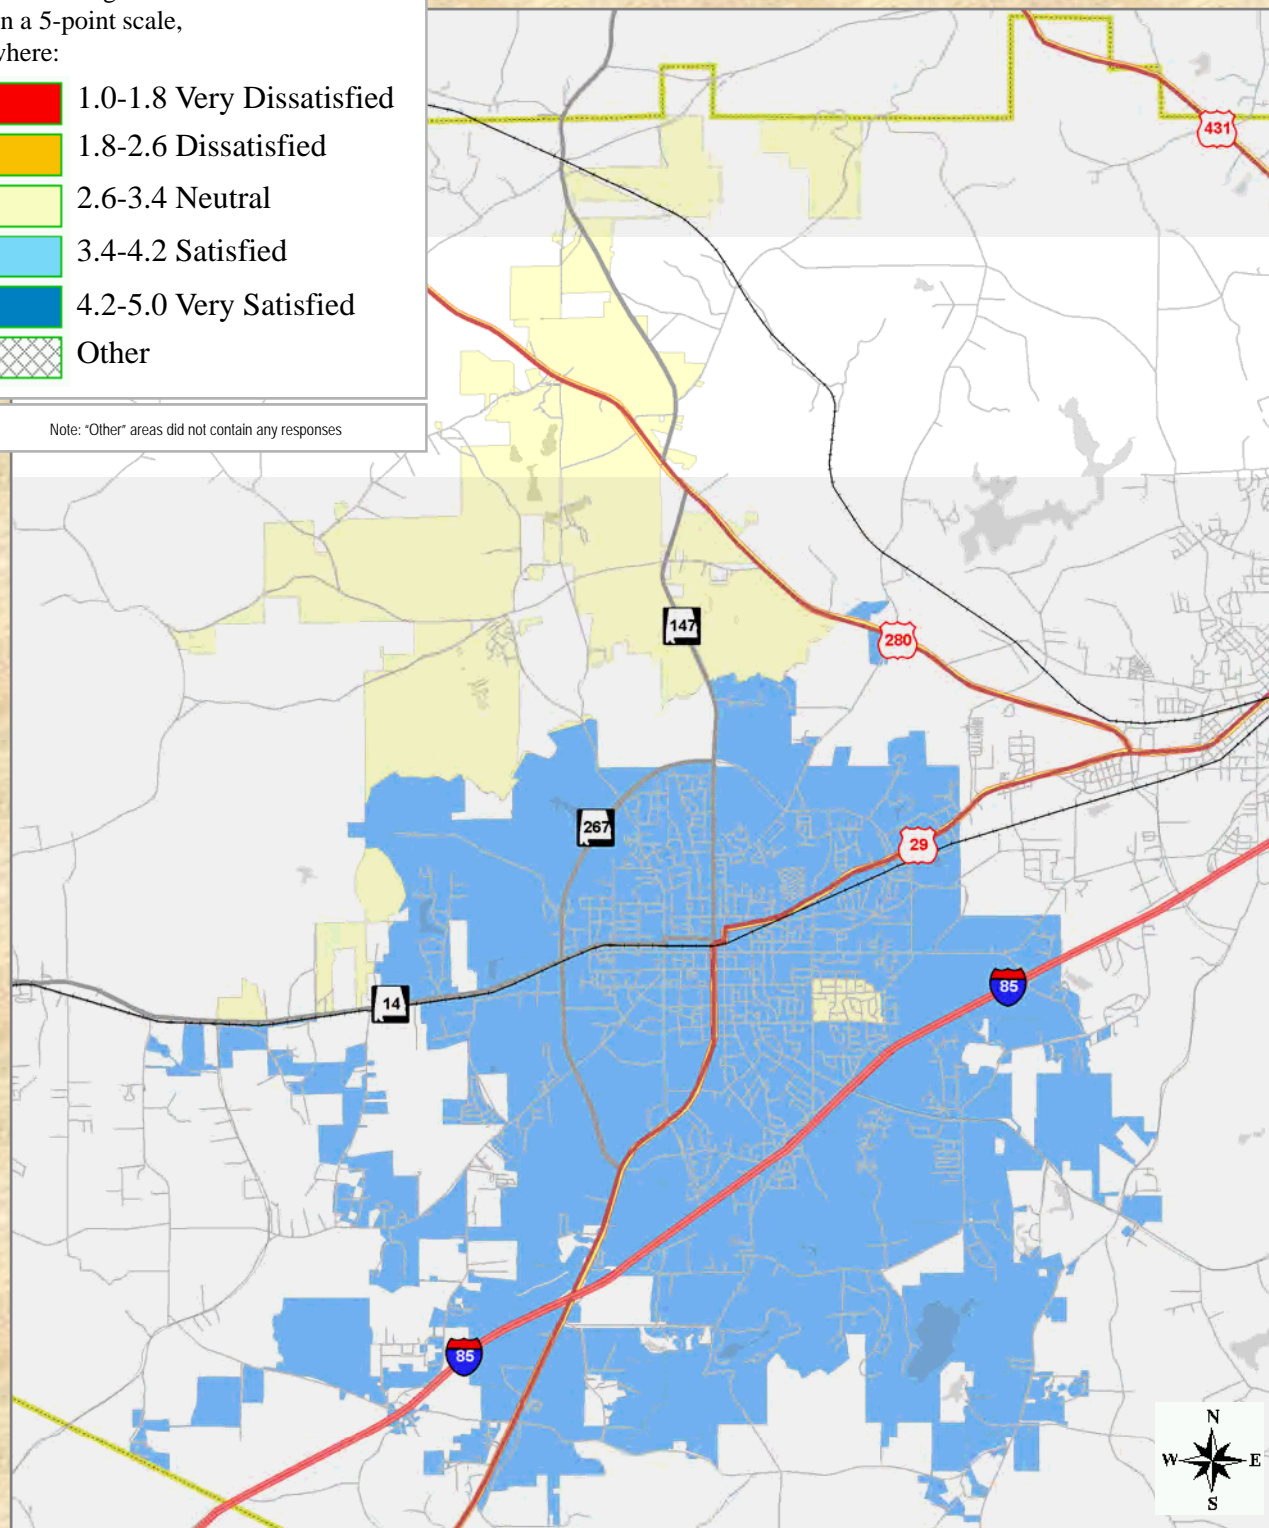 n a 5-point scale,
where:
1.0-1.8 Very Dissatisfied
1.8-2.6 Dissatisfied
2.6-3.4 Neutral
3.4-4.2 Satisfied
4.2-5.0 Very Satisfied
Other
Note: "Other" areas did not contain any responses
431
147
280
267
29
14
85
85
N
W E
S